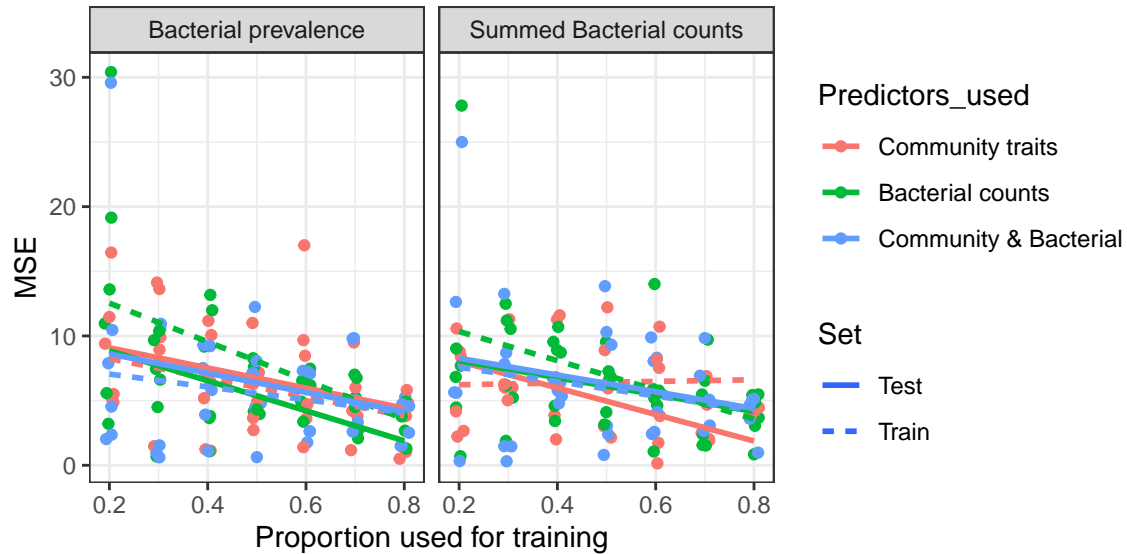 Bacterial prevalence
Summed Bacterial counts
30
20
10
0
MSE
0.2 0.4 0.6 0.8
0.2 0.4 0.6 0.8
Proportion used for training
Predictors_used
Community traits
Bacterial counts
Community & Bacterial
Set
Test
Train